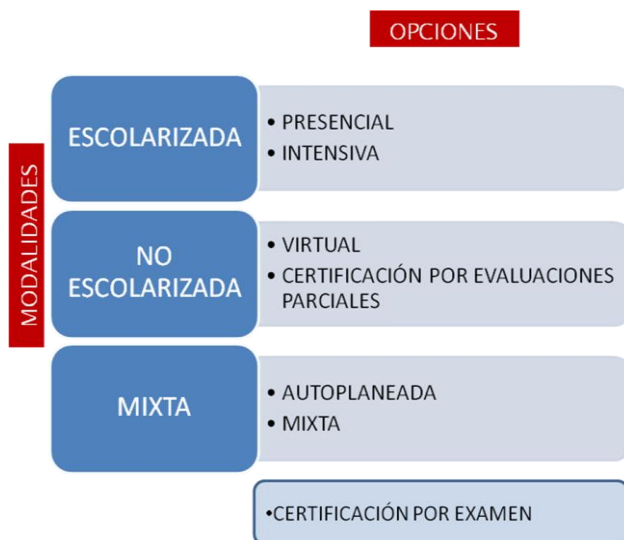 OPCIONES
MODALIDADES
ESCOLARIZADA
• PRESENCIAL
• INTENSIVA
NO
ESCOLARIZADA
• VIRTUAL
• CERTIFICACIÓN POR EVALUACIONES
PARCIALES
MIXTA
• AUTOPLANEADA
• MIXTA
•CERTIFICACIÓN POR EXAMEN